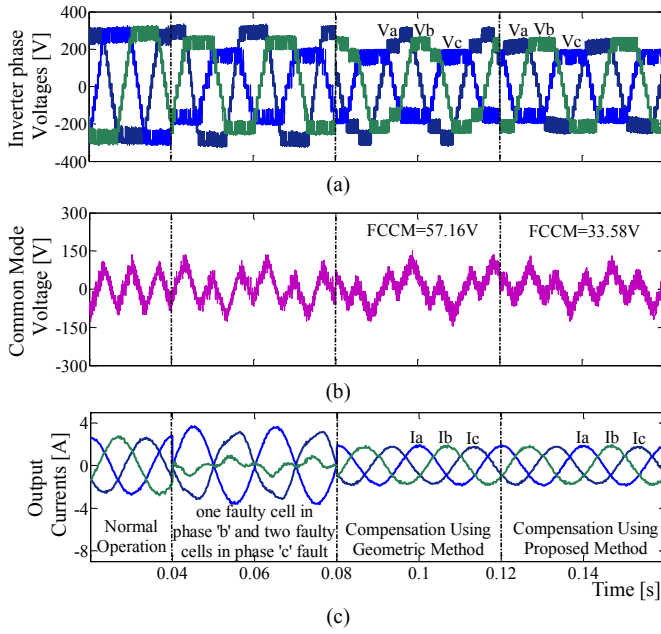 Inverter phase
Voltages [V]
400
200
0
-200
-400
Va Vb
Vc
Va Vb
Vc
(a)
Common Mode
Voltage [V]
300
150
0
-150
-300
FCCM=57.16V
FCCM=33.58V
(b)
Output
Currents [A]
4
0
-4
-8
Ia Ib Ic
Ia Ib Ic
Normal
Operation
one faulty cell in
phase 'b' and two faulty
cells in phase 'c' fault
Compensation Using
Geometric Method
Compensation Using
Proposed Method
0.04 0.06 0.08 0.1 0.12 0.14
Time [s]
(c)